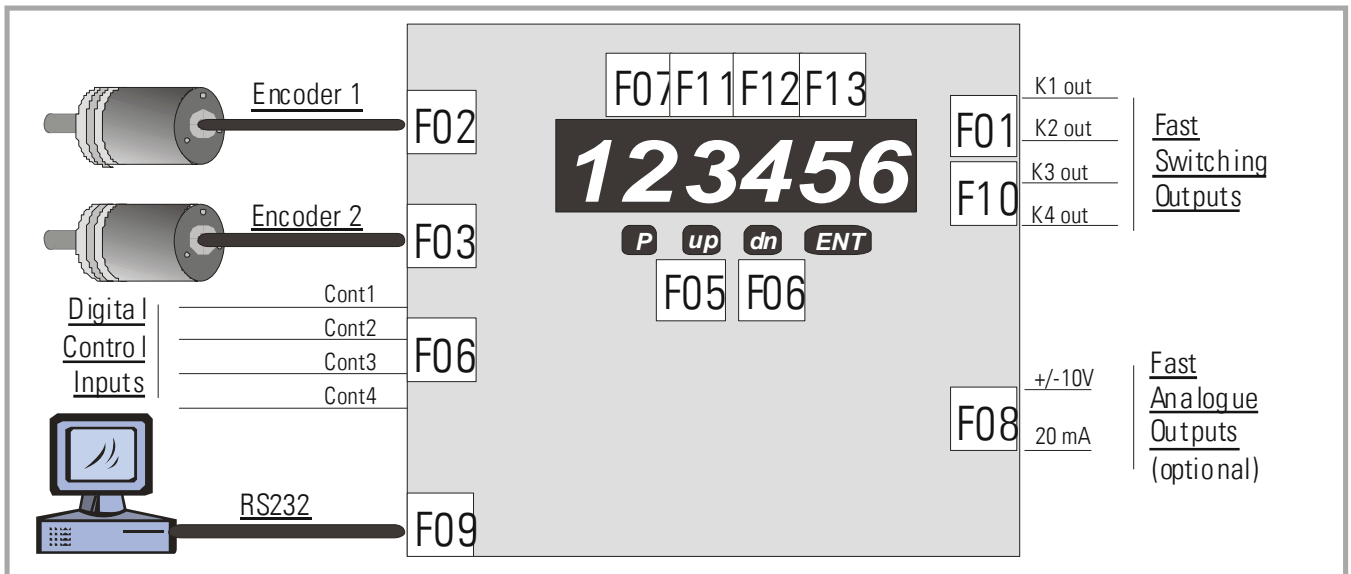 Encoder 1
F02
Encoder 2
F03
Digital
Control
Inputs
Cont1
Cont2
Cont3
Cont4
F06
RS232
F09
F07 F11 F12 F13
123456
P up dn ENT
F05 F06
F01
F10
K1 out
K2 out
K3 out
K4 out
Fast
Switching
Outputs
F08
+/-10V
20 mA
Fast
Analogue
Outputs
(optional)